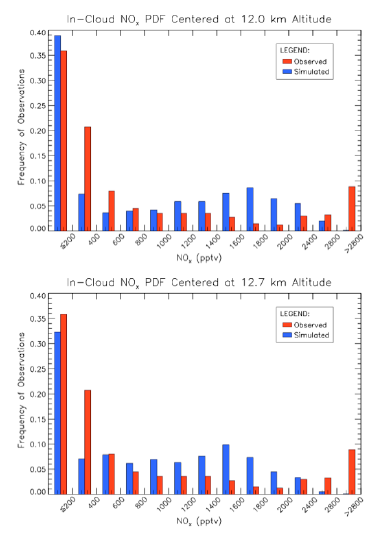 In-Cloud NOx PDF Centered at 12.0 km Altitude
Frequency of Observations
0.40
0.35
0.30
0.25
0.20
0.15
0.10
0.05
0.00
LEGEND:
Observed
Simulated
≤200 400 600 800 1000 1200 1400 1600 1800 2000 2200 2800 >2800
NOx (pptv)
In-Cloud NOx PDF Centered at 12.7 km Altitude
Frequency of Observations
0.40
0.35
0.30
0.25
0.20
0.15
0.10
0.05
0.00
LEGEND:
Observed
Simulated
≤200 400 600 800 1000 1200 1400 1600 1800 2000 2200 2800 >2800
NOx (pptv)